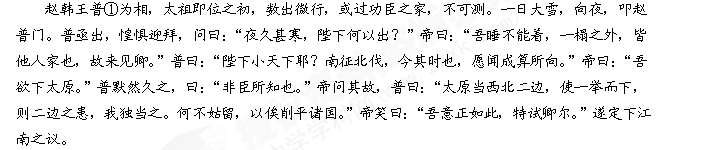 赵韩王普①为相，太祖即位之初，数出微行，或过功臣之家，不可测。一日大雪，向夜，叩赵
普门。普亟出，惶惧迎拜，问曰：“夜久甚寒，陛下何以出？”帝曰：“吾睡不能着，一榻之外，皆
他人家也，故来见卿。”普曰：“陛下小天下耶？南征北伐，今其时也，愿闻成算所向。”帝曰：“吾
欲下太原。”普默然久之，曰：“非臣所知也。”帝问其故，普曰：“太原当西北二边，使一举而下，
则二边之患，我独当之。何不姑留，以俟削平诸国。”帝笑曰：“吾意正如此，特试卿尔。”遂定下江
南之议。